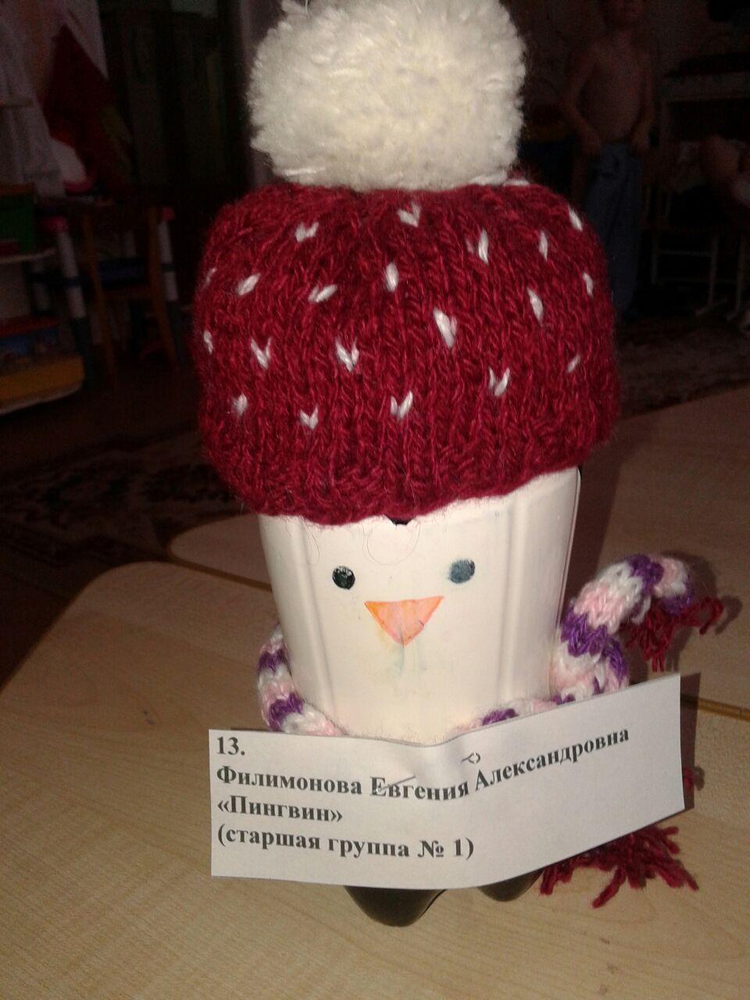 13.
Филимонова Евгения Александровна
«Пингвин»
(старшая группа № 1)